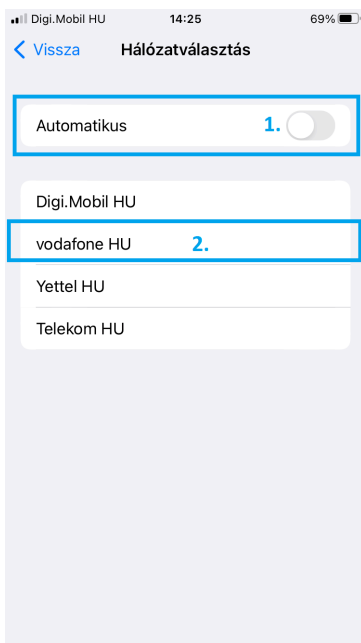 Digi.Mobil HU 14:25 69%
Vissza Hálózatválasztás
Automatikus 1.
Digi.Mobil HU
vodafone HU 2.
Yettel HU
Telekom HU